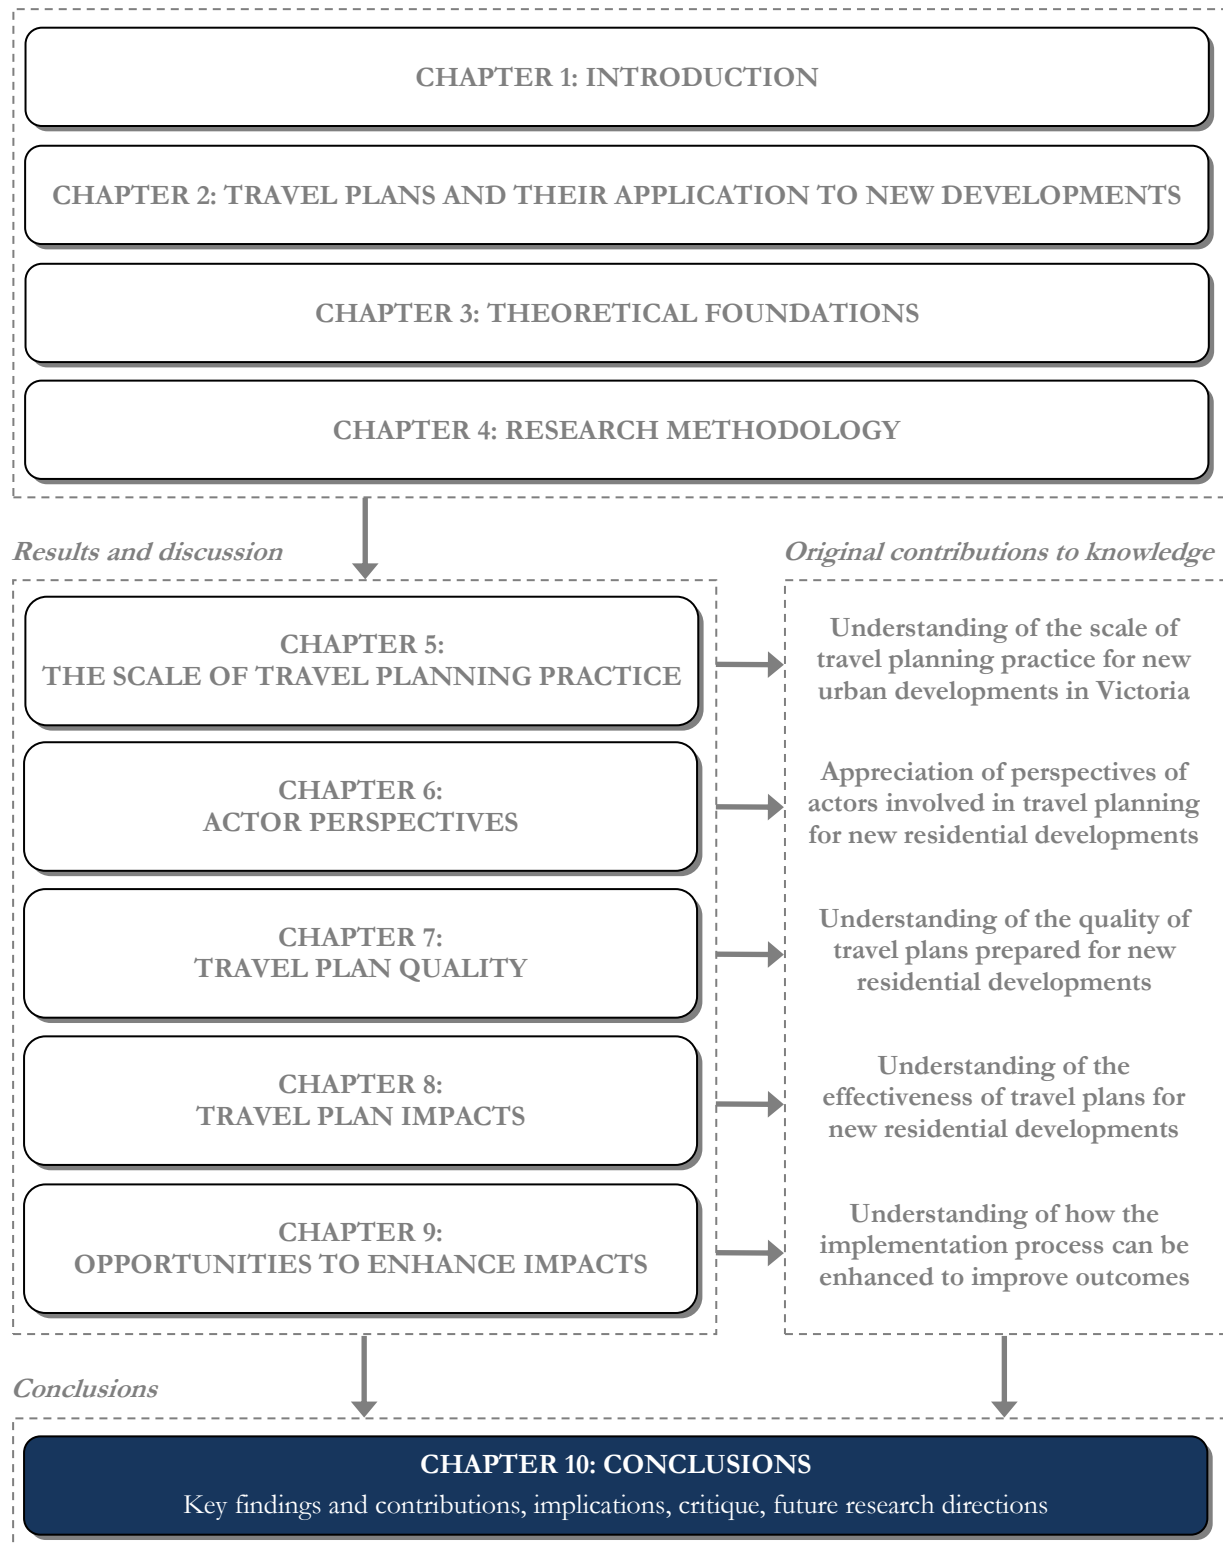 CHAPTER 1: INTRODUCTION
CHAPTER 2: TRAVEL PLANS AND THEIR APPLICATION TO NEW DEVELOPMENTS
CHAPTER 3: THEORETICAL FOUNDATIONS
CHAPTER 4: RESEARCH METHODOLOGY
Results and discussion
Original contributions to knowledge
CHAPTER 5:
THE SCALE OF TRAVEL PLANNING PRACTICE
Understanding of the scale of
travel planning practice for new
urban developments in Victoria
CHAPTER 6:
ACTOR PERSPECTIVES
Appreciation of perspectives of
actors involved in travel planning
for new residential developments
CHAPTER 7:
TRAVEL PLAN QUALITY
Understanding of the quality of
travel plans prepared for new
residential developments
CHAPTER 8:
TRAVEL PLAN IMPACTS
Understanding of the
effectiveness of travel plans for
new residential developments
CHAPTER 9:
OPPORTUNITIES TO ENHANCE IMPACTS
Understanding of how the
implementation process can be
enhanced to improve outcomes
Conclusions
CHAPTER 10: CONCLUSIONS
Key findings and contributions, implications, critique, future research directions